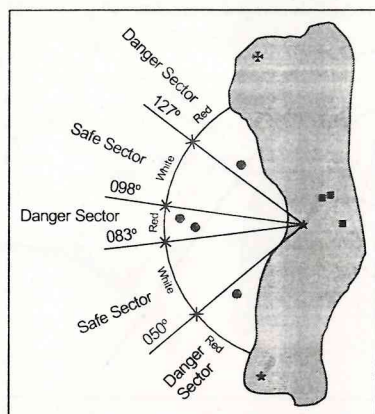 Danger Sector
127°
Red
Safe Sector
White
098°
Danger Sector
Red
083°
White
Safe Sector
050°
Red
Danger
Sector